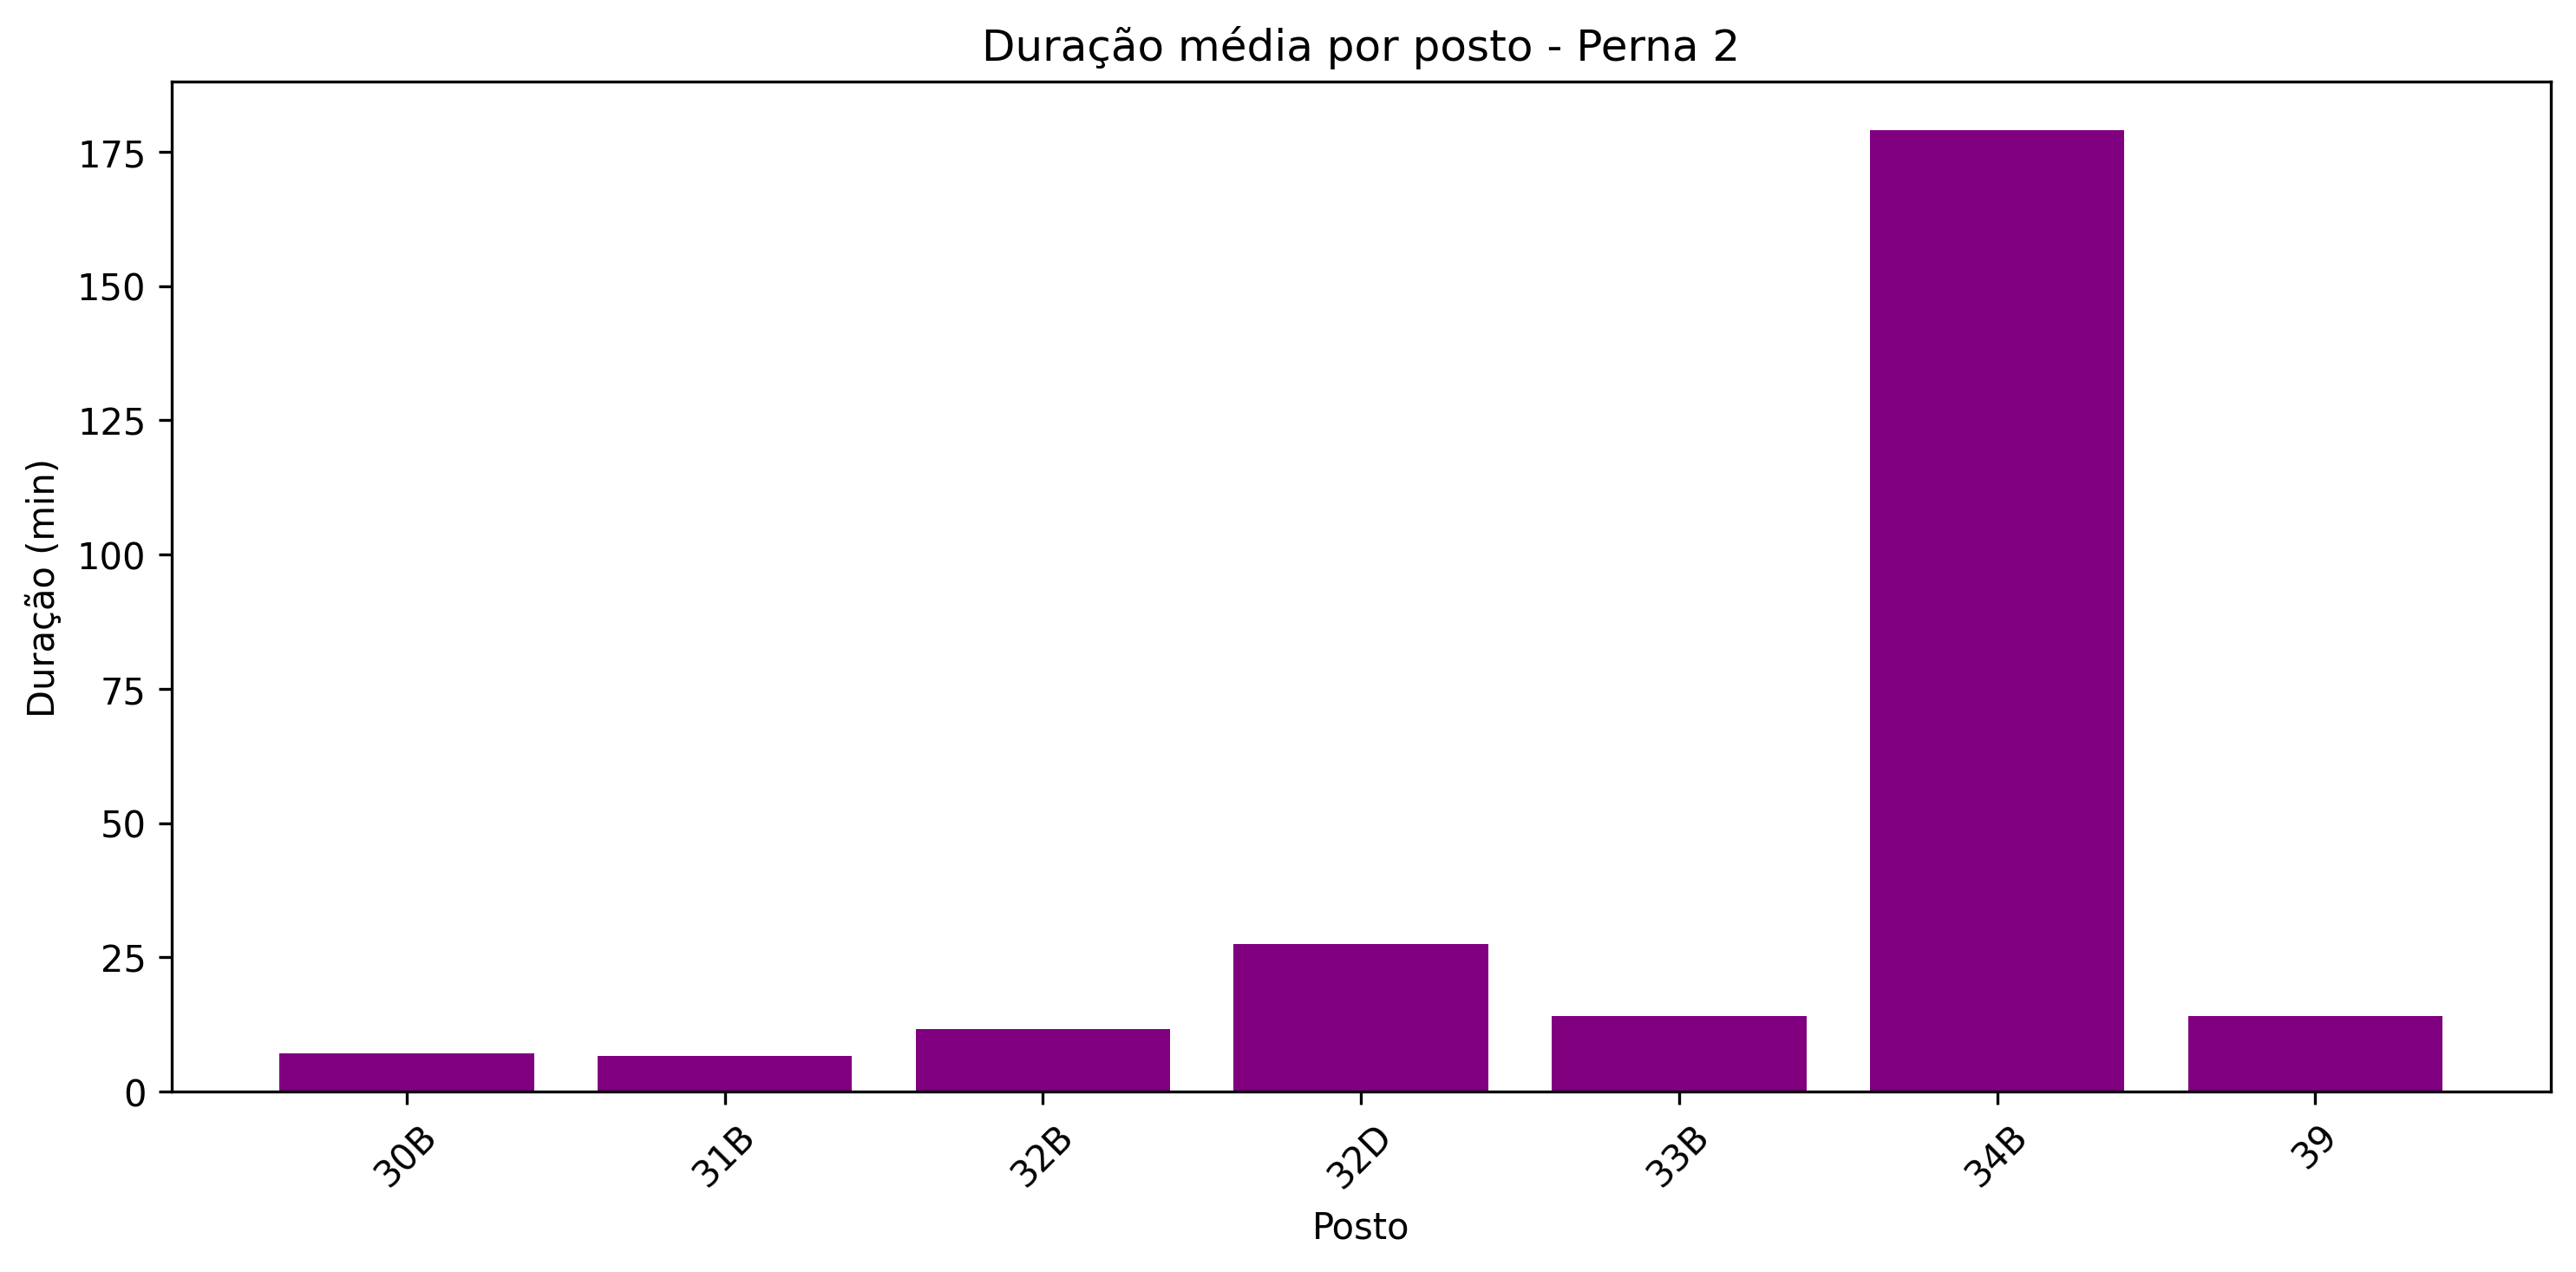 Duração média por posto - Perna 2
Duração (min)
175
150
125
100
75
50
25
0
30B
31B
32B
32D
33B
34B
39
Posto